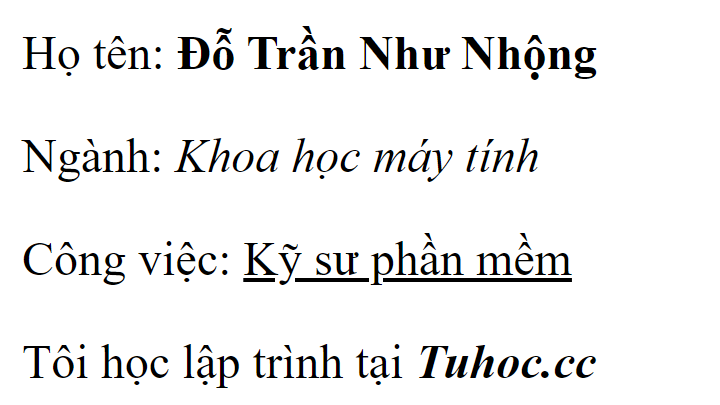 Họ tên: Đỗ Trần Như Nhộng
Ngành: Khoa học máy tính
Công việc: Kỹ sư phần mềm
Tôi học lập trình tại Tuhoc.cc